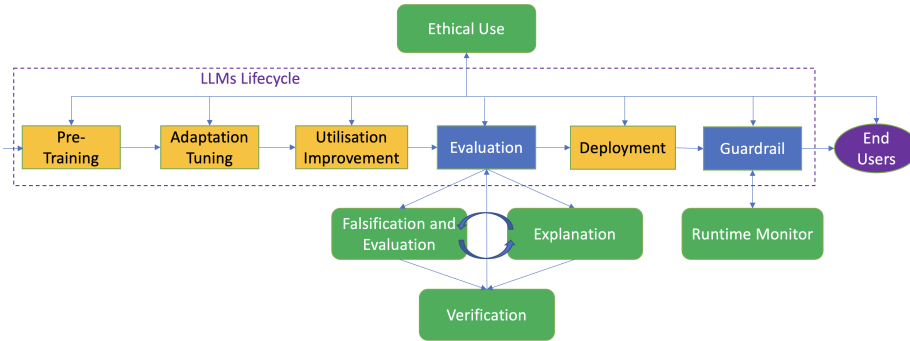 Ethical Use
LLMs Lifecycle
Pre-
Training
Adaptation
Tuning
Utilisation
Improvement
Evaluation
Deployment
Guardrail
End
Users
Falsification and
Evaluation
Explanation
Runtime Monitor
Verification